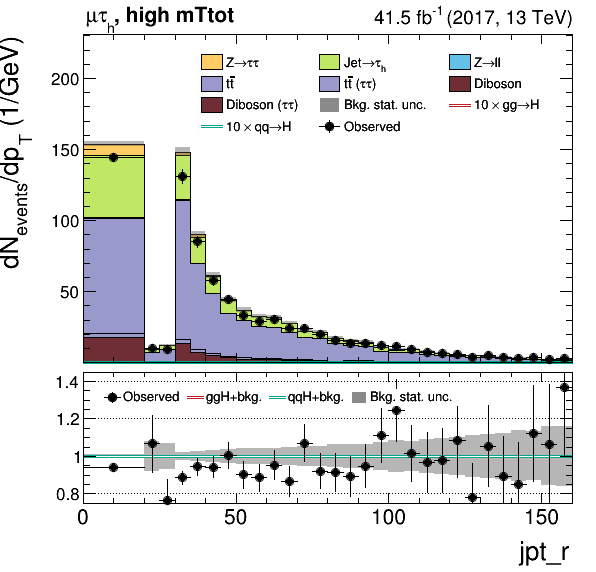 μτh, high mTtot 41.5 fb-1 (2017, 13 TeV)
dNevents/dpT (1/GeV)
200
150
100
50
Z→ττ Jet→τh Z→ll
tt̄ tt̄ (ττ) Diboson
Diboson (ττ) Bkg. stat. unc. 10 × gg→H
10 × qq→H Observed
1.4
1.2
1
0.8
Observed ggH+bkg. qqH+bkg. Bkg. stat. unc.
0 50 100 150
jpt_r